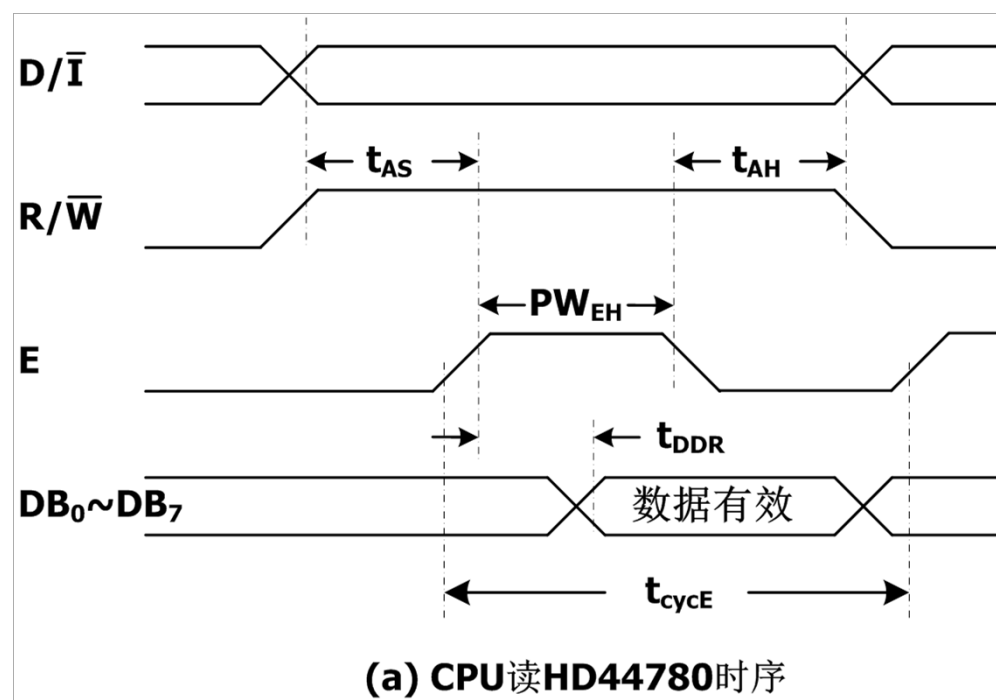 D/I̅
t_AS
t_AH
R/W̅
PW_EH
E
t_DDR
DB₀~DB₇
数据有效
t_cycE
(a) CPU读HD44780时序